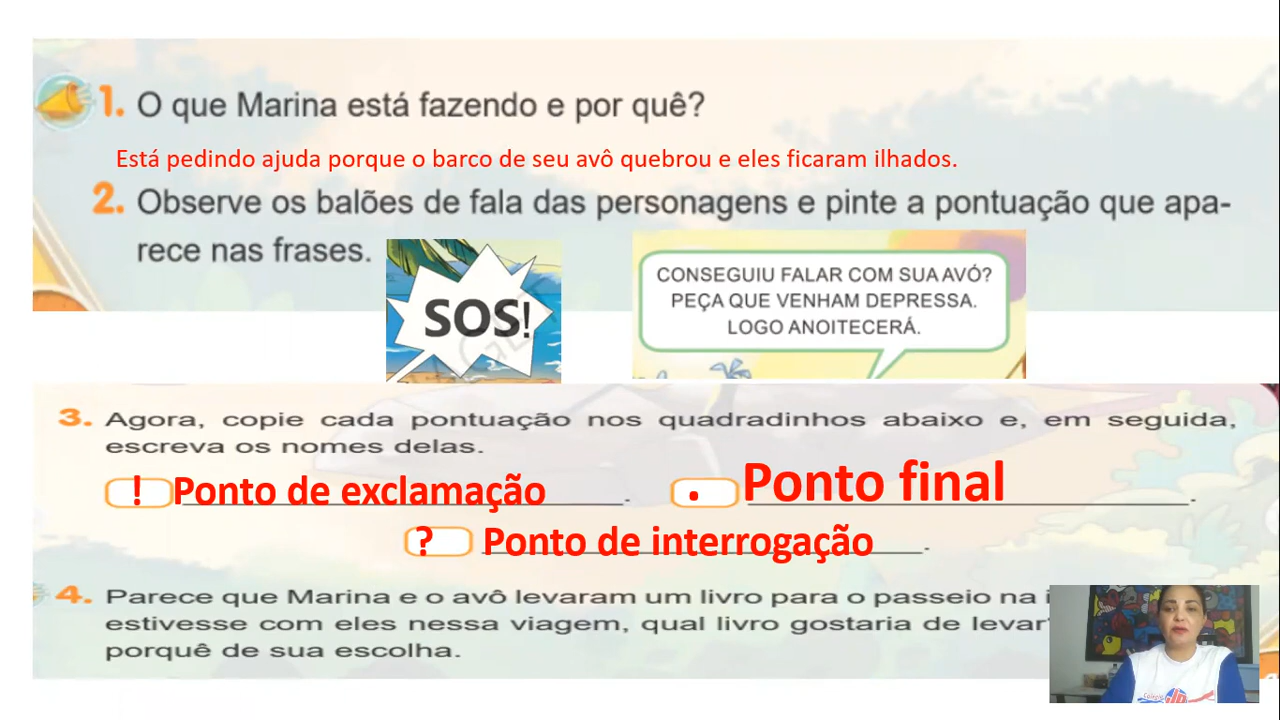 1. O que Marina está fazendo e por quê?
Está pedindo ajuda porque o barco de seu avô quebrou e eles ficaram ilhados.
2. Observe os balões de fala das personagens e pinte a pontuação que apa-
rece nas frases.
SOS!
CONSEGUIU FALAR COM SUA AVÓ?
PEÇA QUE VENHAM DEPRESSA.
LOGO ANOITECERÁ.
3. Agora, copie cada pontuação nos quadradinhos abaixo e, em seguida,
escreva os nomes delas.
! Ponto de exclamação.
. Ponto final.
? Ponto de interrogação.
4. Parece que Marina e o avô levaram um livro para o passeio na
estivesse com eles nessa viagem, qual livro gostaria de levar
porquê de sua escolha.